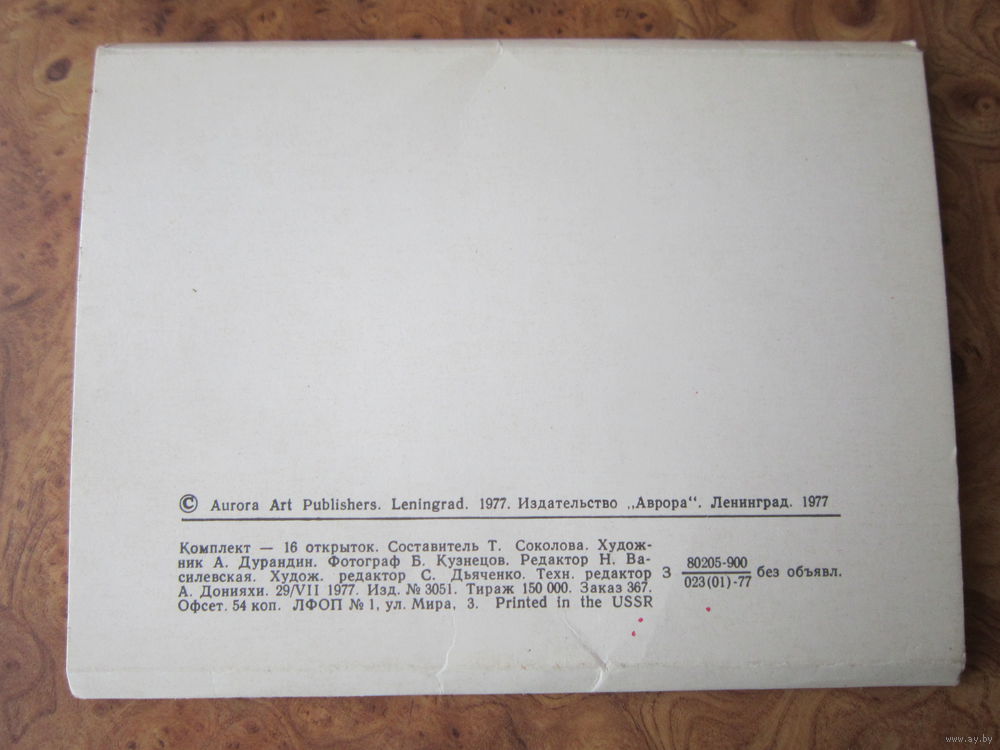 © Aurora Art Publishers. Leningrad. 1977. Издательство „Аврора“. Ленинград. 1977
Комплект — 16 открыток. Составитель Т. Соколова. Худож-
ник А. Дурандин. Фотограф Б. Кузнецов. Редактор Н. Ва-
силевская. Худож. редактор С. Дьяченко. Техн. редактор
А. Донияхи. 29/VII 1977. Изд. № 3051. Тираж 150 000. Заказ 367.
Офсет. 54 коп. ЛФОП № 1, ул. Мира, 3. Printed in the USSR
З 80205-900
023(01)-77 без объявл.
www.ay.by